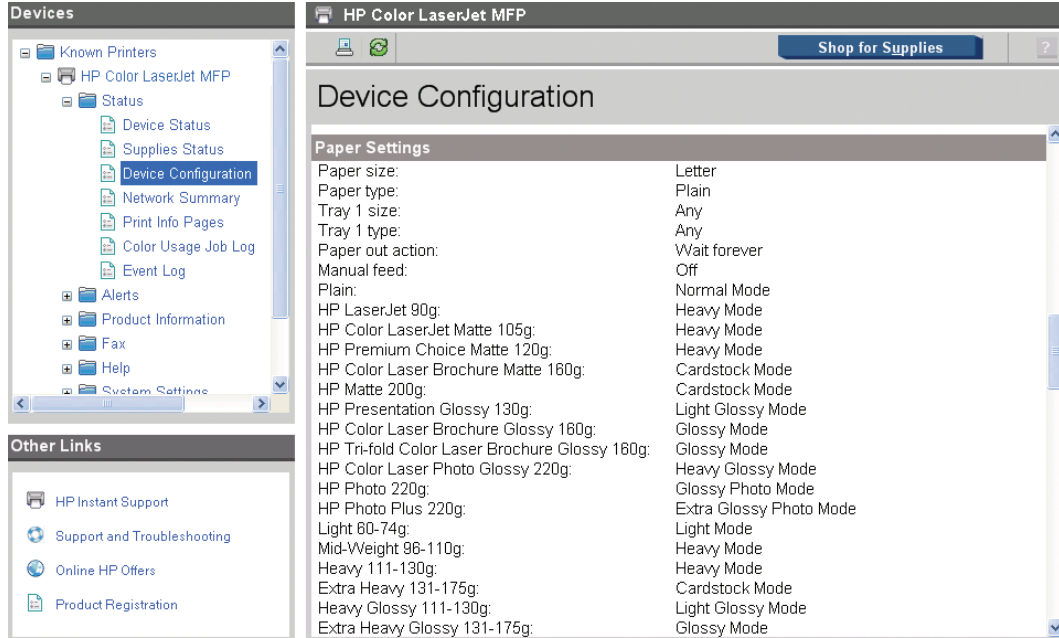 Devices
Known Printers
HP Color LaserJet MFP
Status
Device Status
Supplies Status
Device Configuration
Network Summary
Print Info Pages
Color Usage Job Log
Event Log
Alerts
Product Information
Fax
Help
System Settings
Other Links
HP Instant Support
Support and Troubleshooting
Online HP Offers
Product Registration
HP Color LaserJet MFP
Shop for Supplies
?
Device Configuration
Paper Settings
Paper size: Letter
Paper type: Plain
Tray 1 size: Any
Tray 1 type: Any
Paper out action: Wait forever
Manual feed: Off
Plain: Normal Mode
HP LaserJet 90g: Heavy Mode
HP Color LaserJet Matte 105g: Heavy Mode
HP Premium Choice Matte 120g: Heavy Mode
HP Color Laser Brochure Matte 160g: Cardstock Mode
HP Matte 200g: Cardstock Mode
HP Presentation Glossy 130g: Light Glossy Mode
HP Color Laser Brochure Glossy 160g: Glossy Mode
HP Tri-fold Color Laser Brochure Glossy 160g: Glossy Mode
HP Color Laser Photo Glossy 220g: Heavy Glossy Mode
HP Photo 220g: Glossy Photo Mode
HP Photo Plus 220g: Extra Glossy Photo Mode
Light 60-74g: Light Mode
Mid-Weight 96-110g: Heavy Mode
Heavy 111-130g: Heavy Mode
Extra Heavy 131-175g: Cardstock Mode
Heavy Glossy 111-130g: Light Glossy Mode
Extra Heavy Glossy 131-175g: Glossy Mode